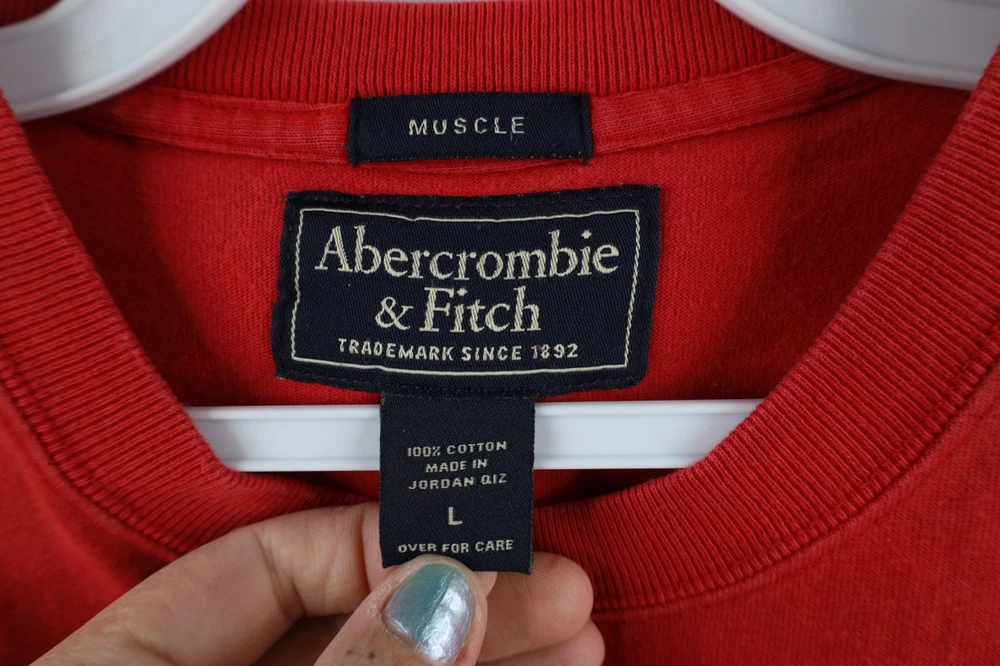 MUSCLE
Abercrombie
& Fitch
TRADEMARK SINCE 1892
100% COTTON
MADE IN
JORDAN QIZ
L
OVER FOR CARE